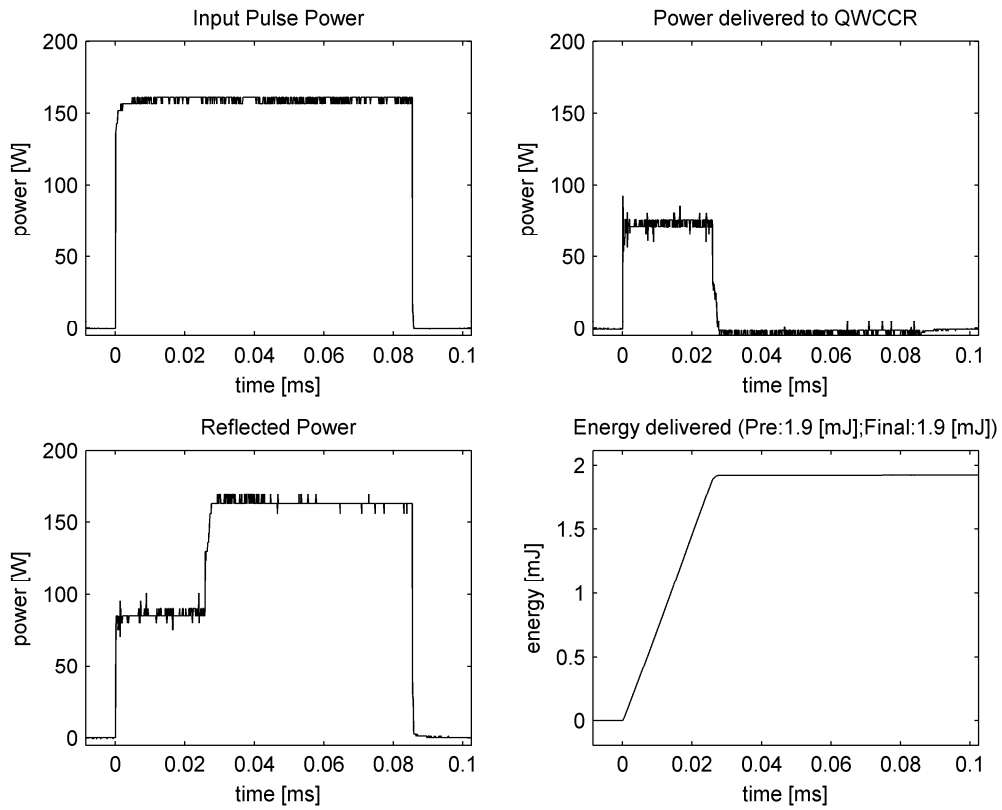 Input Pulse Power
200
150
100
50
0
power [W]
0 0.02 0.04 0.06 0.08 0.1
time [ms]
Power delivered to QWCCR
200
150
100
50
0
power [W]
0 0.02 0.04 0.06 0.08 0.1
time [ms]
Reflected Power
200
150
100
50
0
power [W]
0 0.02 0.04 0.06 0.08 0.1
time [ms]
Energy delivered (Pre:1.9 [mJ];Final:1.9 [mJ])
2
1.5
1
0.5
0
energy [mJ]
0 0.02 0.04 0.06 0.08 0.1
time [ms]